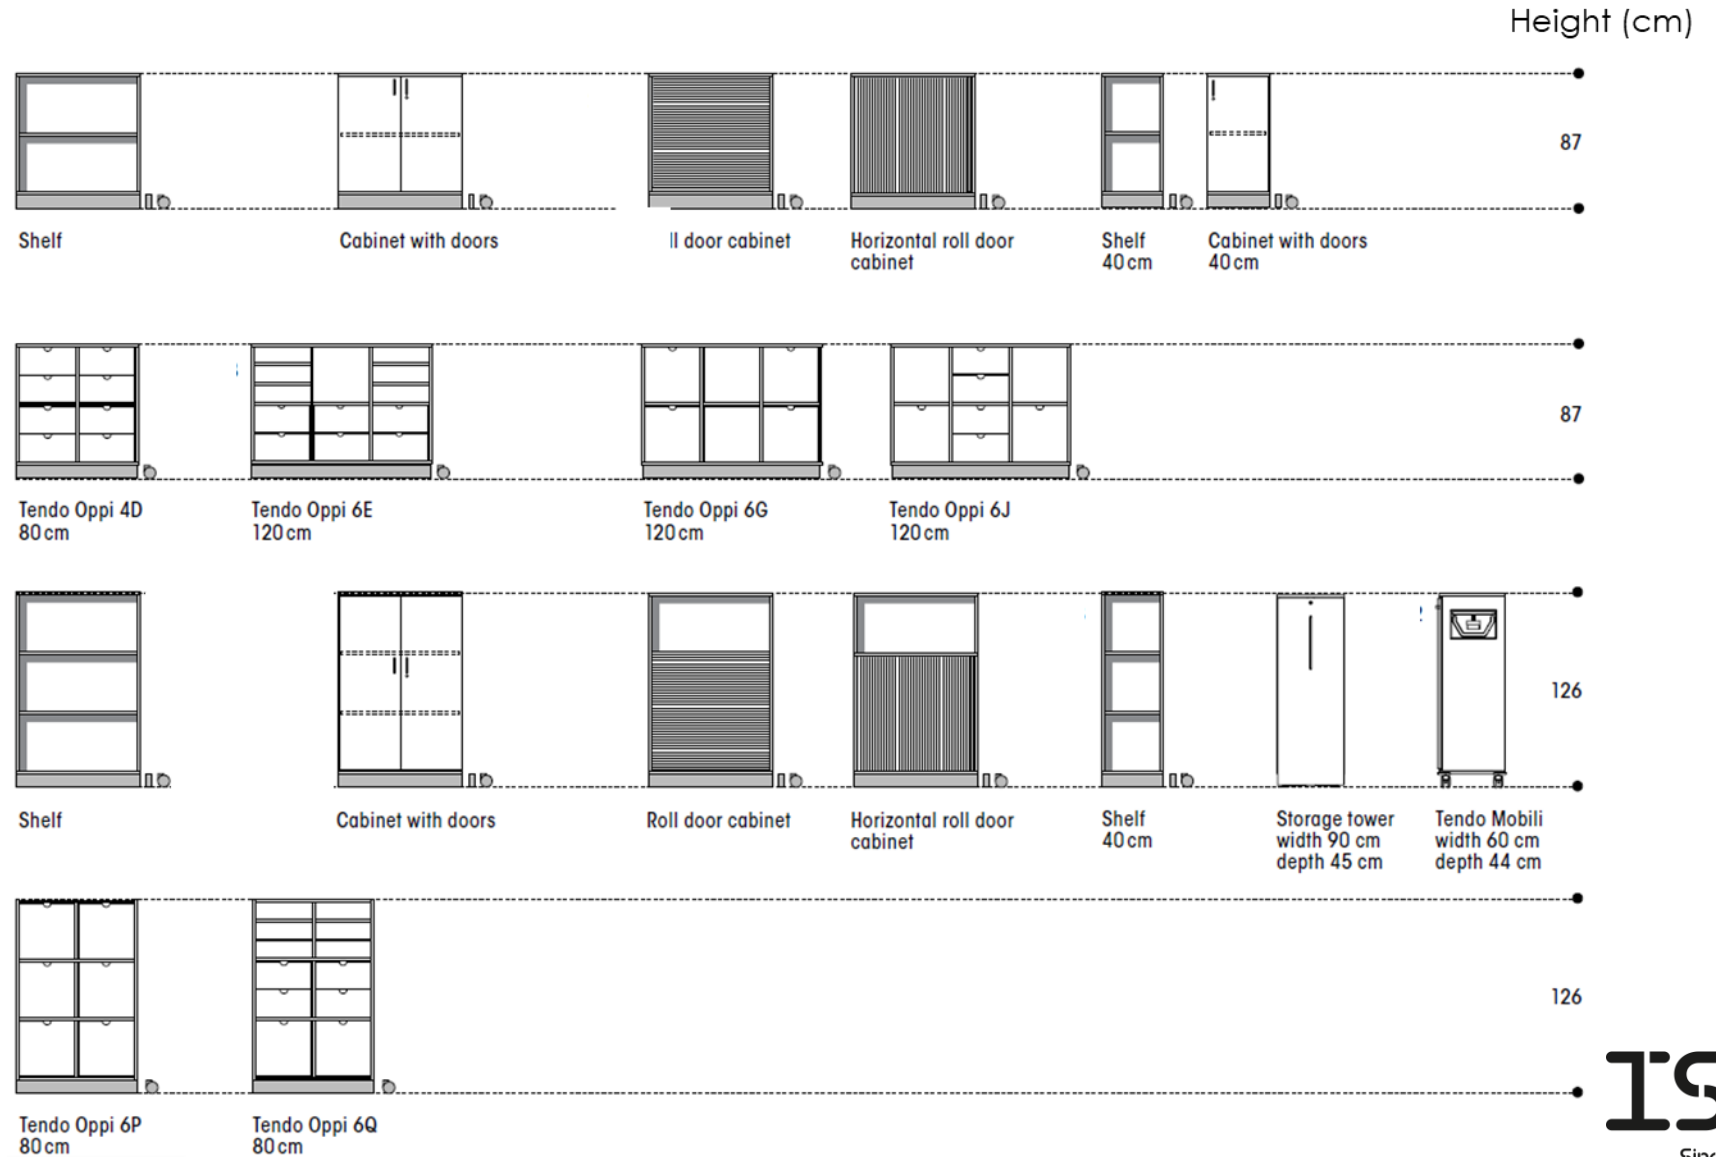 Height (cm)
87
Shelf
Cabinet with doors
ll door cabinet
Horizontal roll door
cabinet
Shelf
40 cm
Cabinet with doors
40 cm
87
Tendo Oppi 4D
80 cm
Tendo Oppi 6E
120 cm
Tendo Oppi 6G
120 cm
Tendo Oppi 6J
120 cm
126
Shelf
Cabinet with doors
Roll door cabinet
Horizontal roll door
cabinet
Shelf
40 cm
Storage tower
width 90 cm
depth 45 cm
Tendo Mobili
width 60 cm
depth 44 cm
126
Tendo Oppi 6P
80 cm
Tendo Oppi 6Q
80 cm
IS